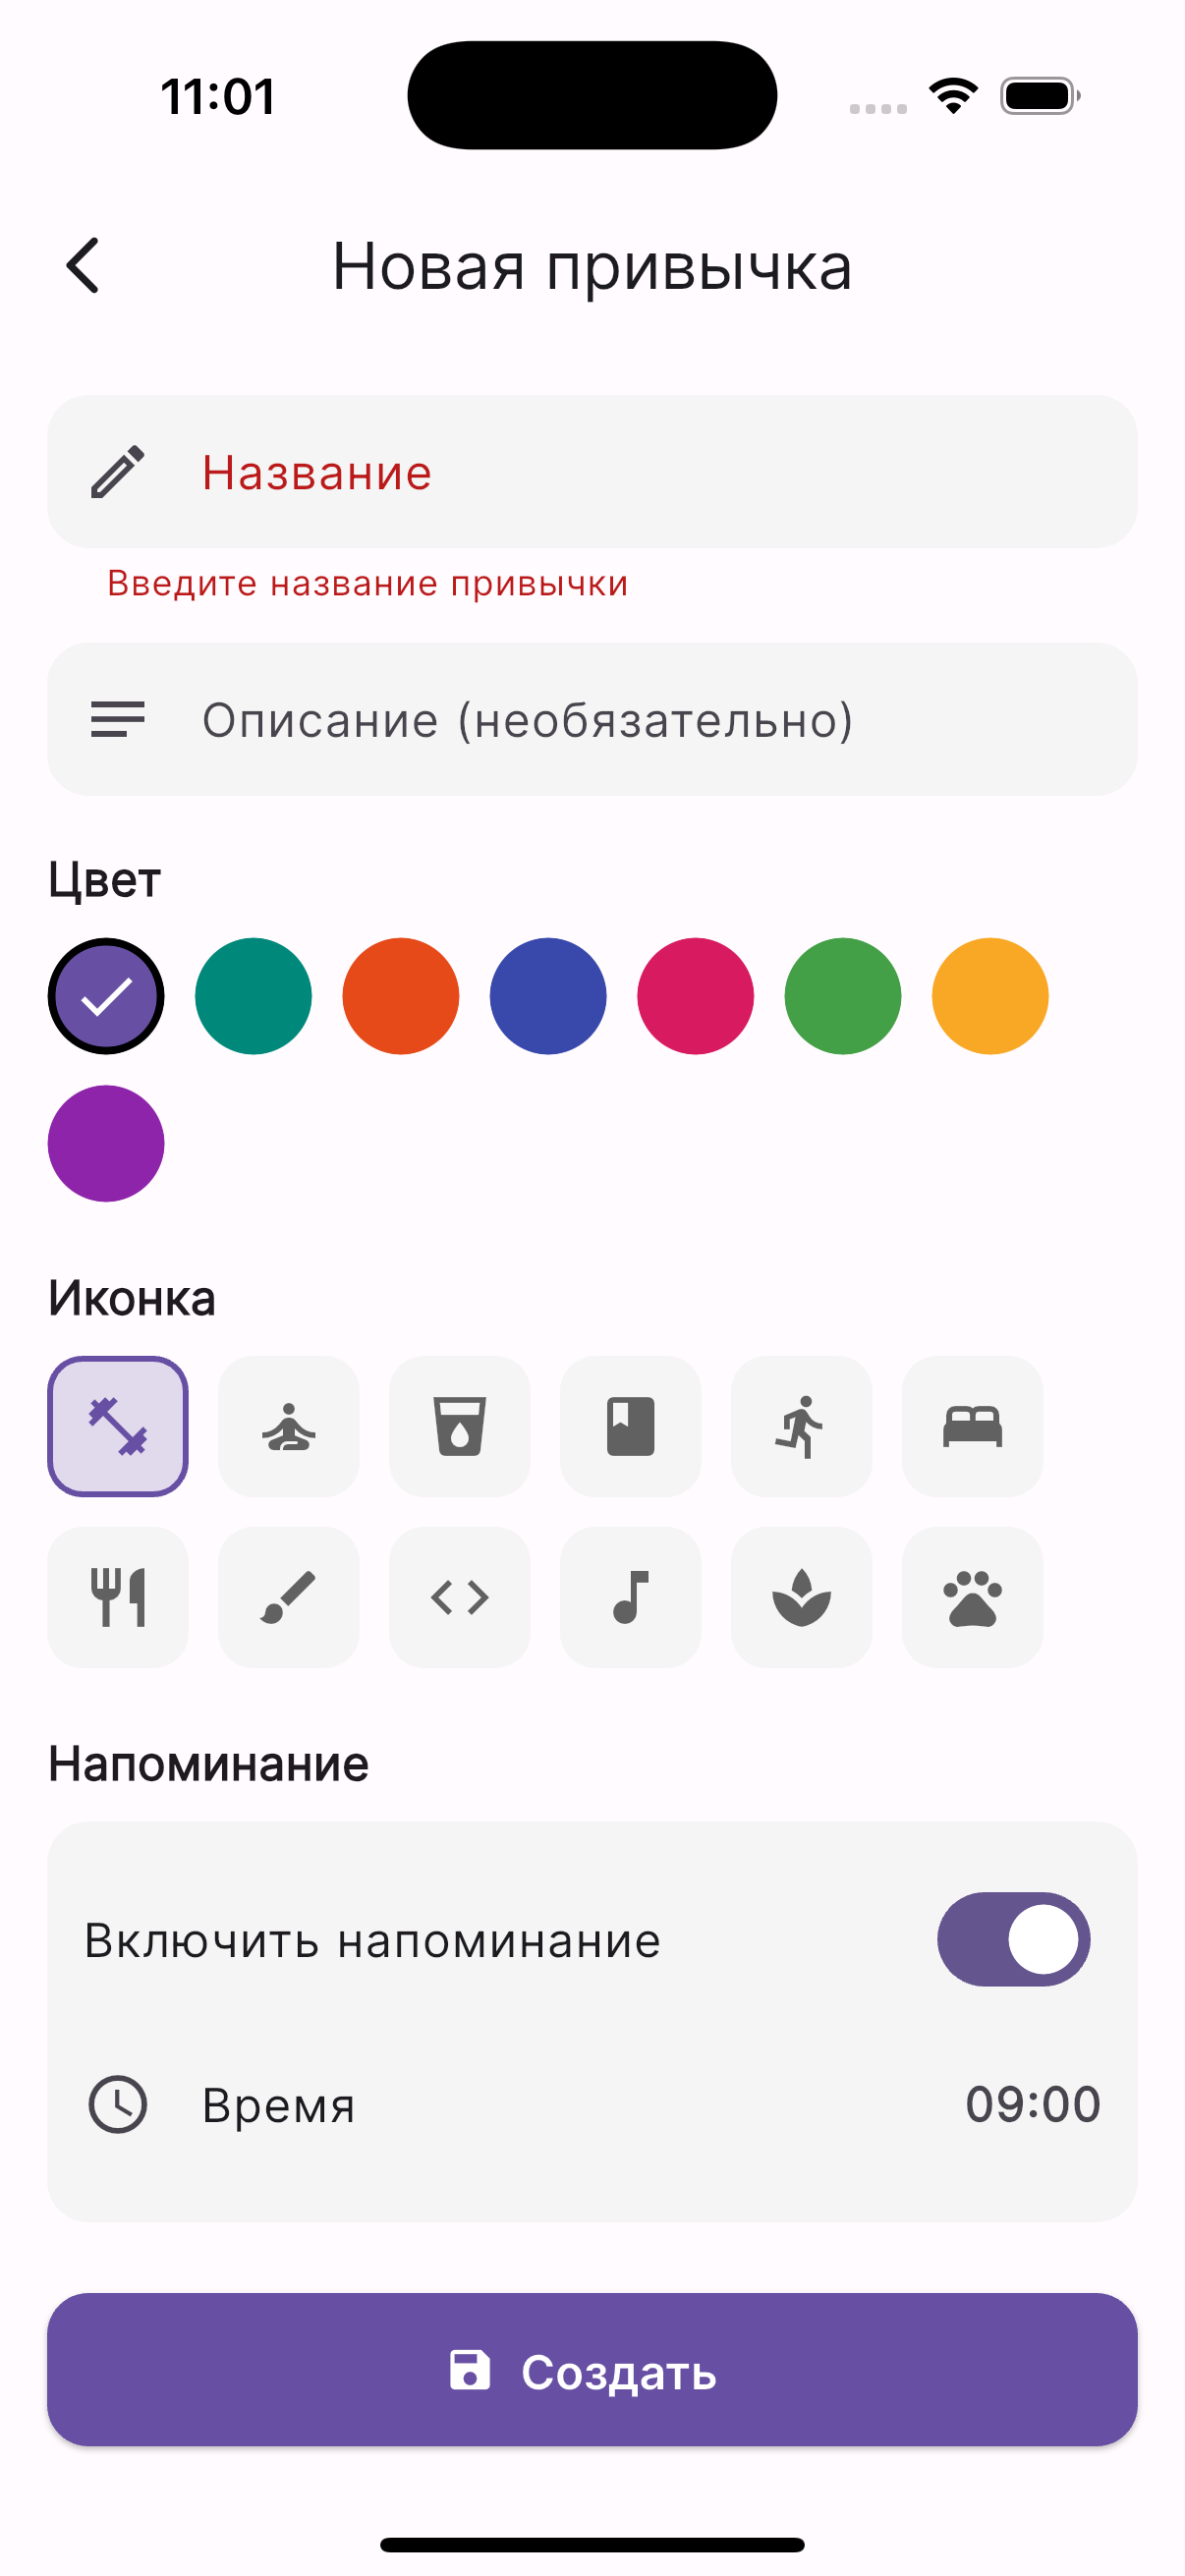 11:01
Новая привычка
Название
Введите название привычки
Описание (необязательно)
Цвет
Иконка
Напоминание
Включить напоминание
Время 09:00
Создать